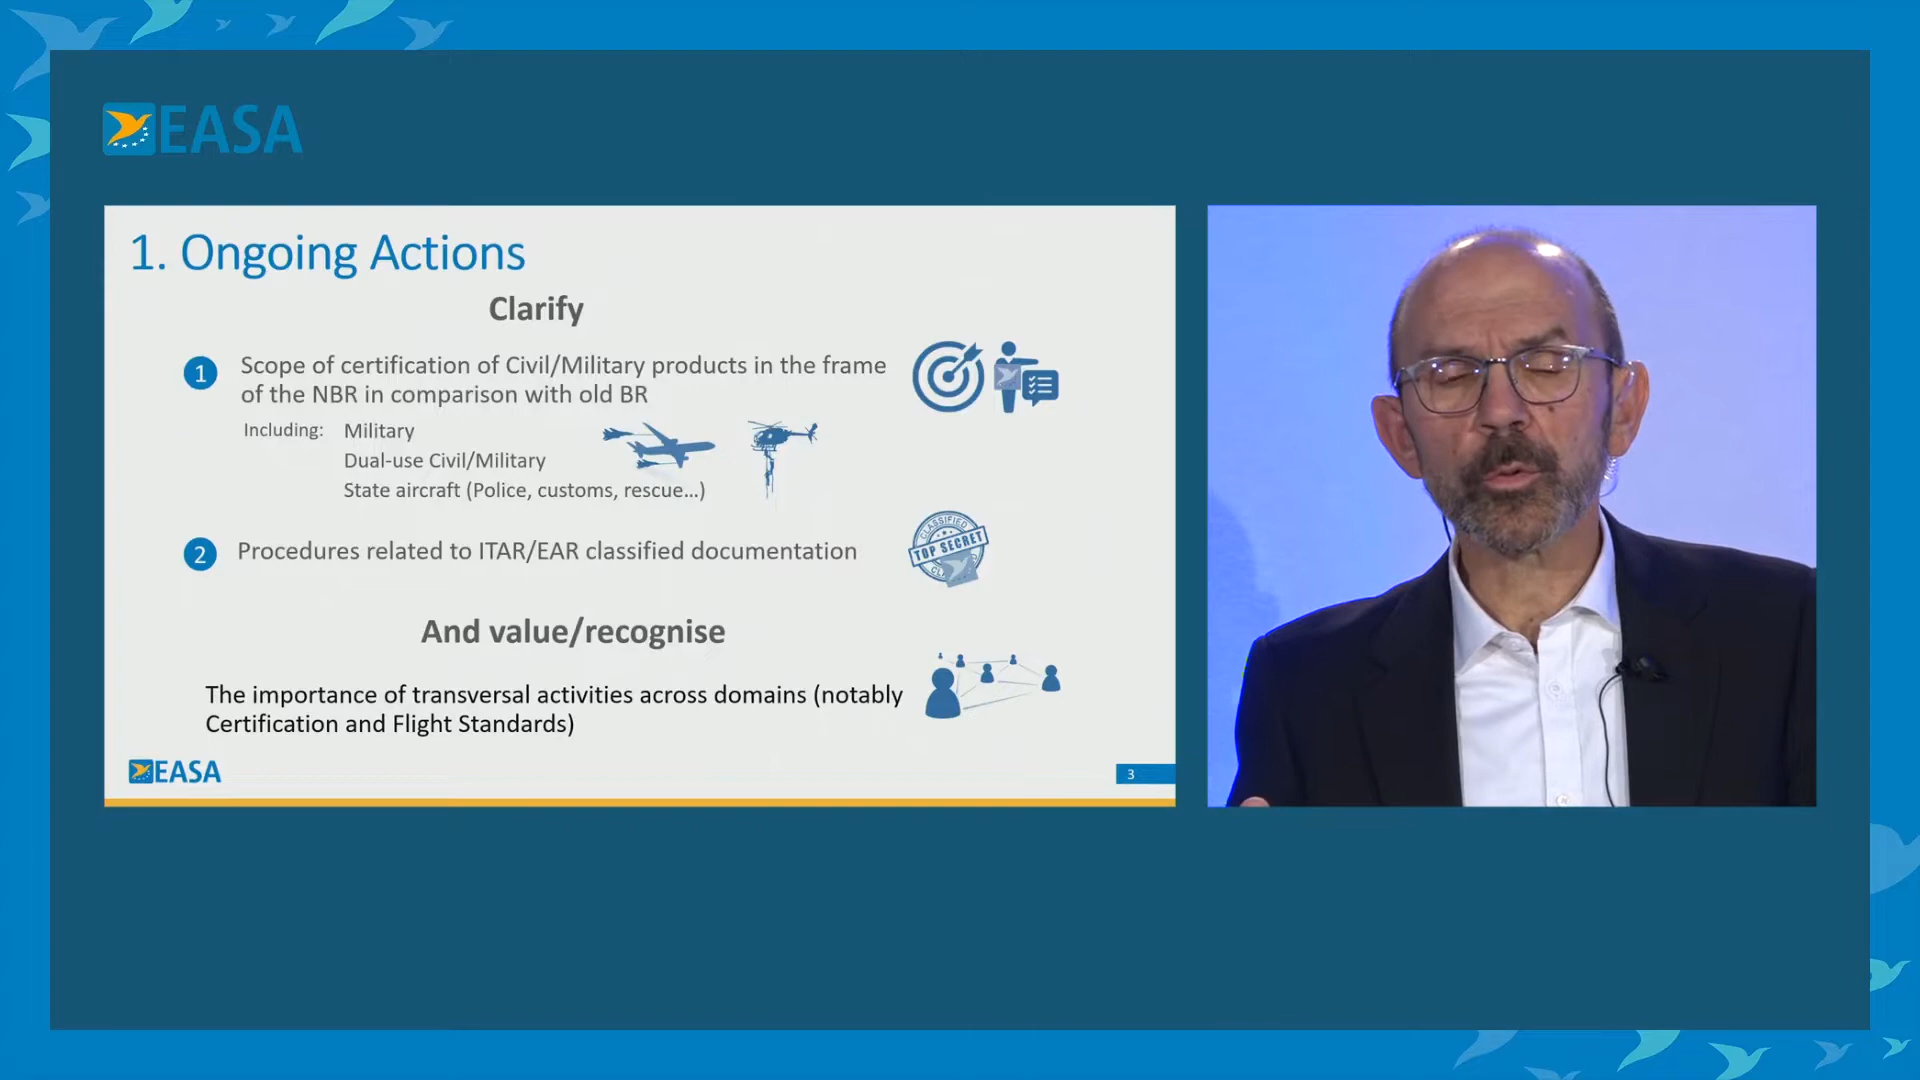 EASA
1. Ongoing Actions
Clarify
1 Scope of certification of Civil/Military products in the frame
of the NBR in comparison with old BR
Including: Military
Dual-use Civil/Military
State aircraft (Police, customs, rescue...)
2 Procedures related to ITAR/EAR classified documentation
CLASSIFIED
TOP SECRET
And value/recognise
The importance of transversal activities across domains (notably
Certification and Flight Standards)
EASA
3